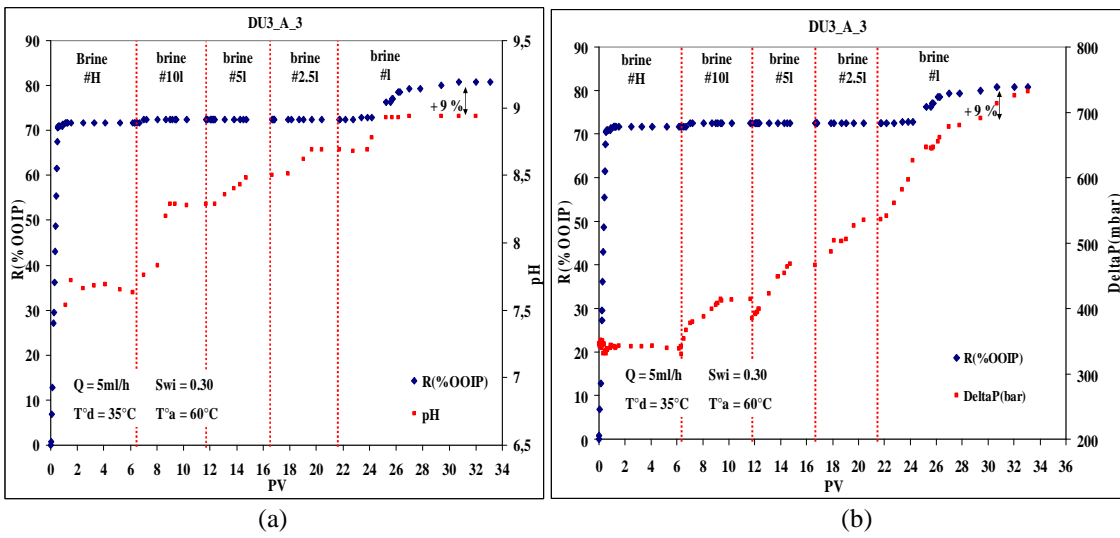 DU3_A_3
90
80
70
60
50
40
30
20
10
0
R(%OOIP)
Brine #H
brine #10l
brine #5l
brine #2.5l
brine #l
+9 %
Q = 5ml/h Swi = 0.30
T°d = 35°C T°a = 60°C
R(%OOIP)
pH
9,5
9
8,5
8
7,5
7
6,5
pH
0 2 4 6 8 10 12 14 16 18 20 22 24 26 28 30 32 34
PV
(a)
DU3_A_3
90
80
70
60
50
40
30
20
10
0
R(%OOIP)
brine #H
brine #10l
brine #5l
brine #2.5l
brine #l
+9 %
Q = 5ml/h Swi = 0.30
T°d = 35°C T°a = 60°C
R(%OOIP)
DeltaP(bar)
800
700
600
500
400
300
200
DeltaP(mbar)
0 2 4 6 8 10 12 14 16 18 20 22 24 26 28 30 32 34 36
PV
(b)